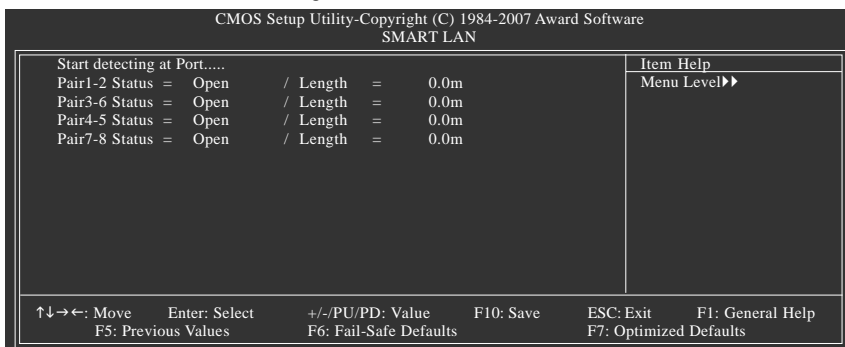 CMOS Setup Utility-Copyright (C) 1984-2007 Award Software
SMART LAN
Start detecting at Port.....
Pair1-2 Status = Open / Length = 0.0m
Pair3-6 Status = Open / Length = 0.0m
Pair4-5 Status = Open / Length = 0.0m
Pair7-8 Status = Open / Length = 0.0m
Item Help
Menu Level▶▶
↑↓→←: Move Enter: Select +/-/PU/PD: Value F10: Save ESC: Exit F1: General Help
F5: Previous Values F6: Fail-Safe Defaults F7: Optimized Defaults